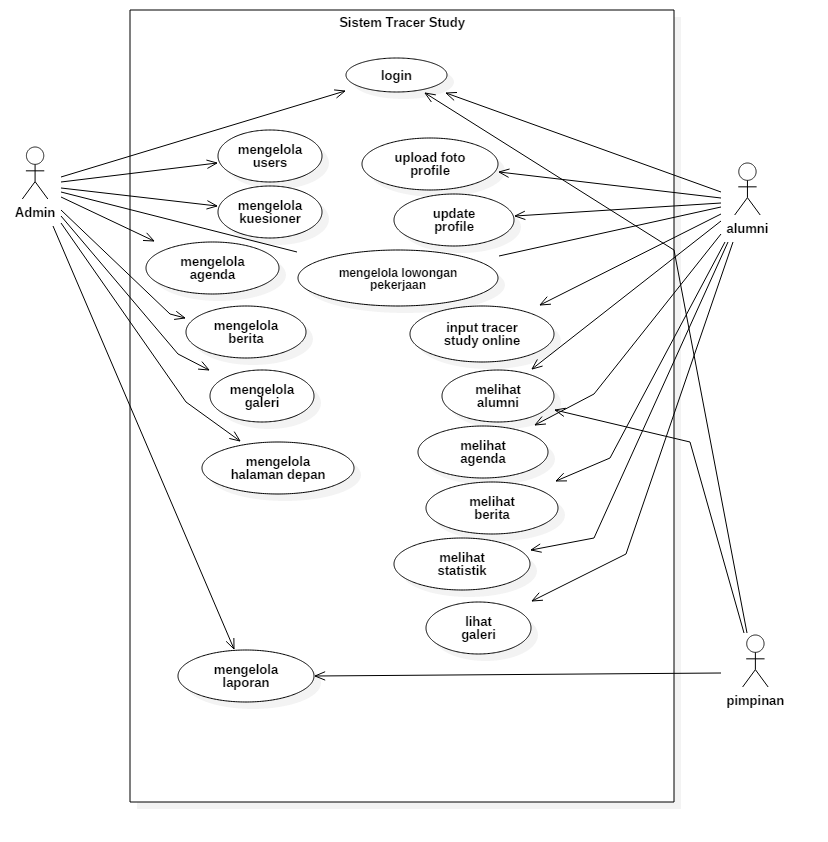 Sistem Tracer Study
login
mengelola
users
upload foto
profile
Admin
mengelola
kuesioner
update
profile
alumni
mengelola
agenda
mengelola lowongan
pekerjaan
mengelola
berita
input tracer
study online
mengelola
galeri
melihat
alumni
mengelola
halaman depan
melihat
agenda
melihat
berita
melihat
statistik
lihat
galeri
mengelola
laporan
pimpinan